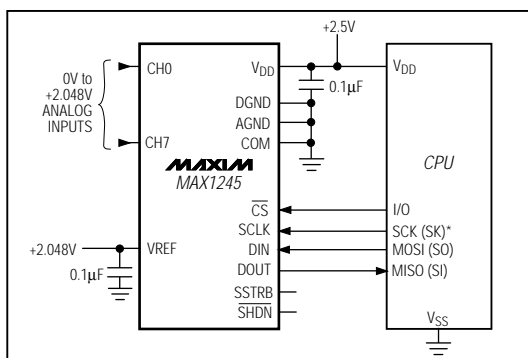 +2.5V
0V to
+2.048V
ANALOG
INPUTS
CH0
CH7
VREF
+2.048V
0.1µF
MAXIM
MAX1245
VDD
DGND
AGND
COM
CS
SCLK
DIN
DOUT
SSTRB
SHDN
0.1µF
VDD
CPU
I/O
SCK (SK)*
MOSI (SO)
MISO (SI)
VSS